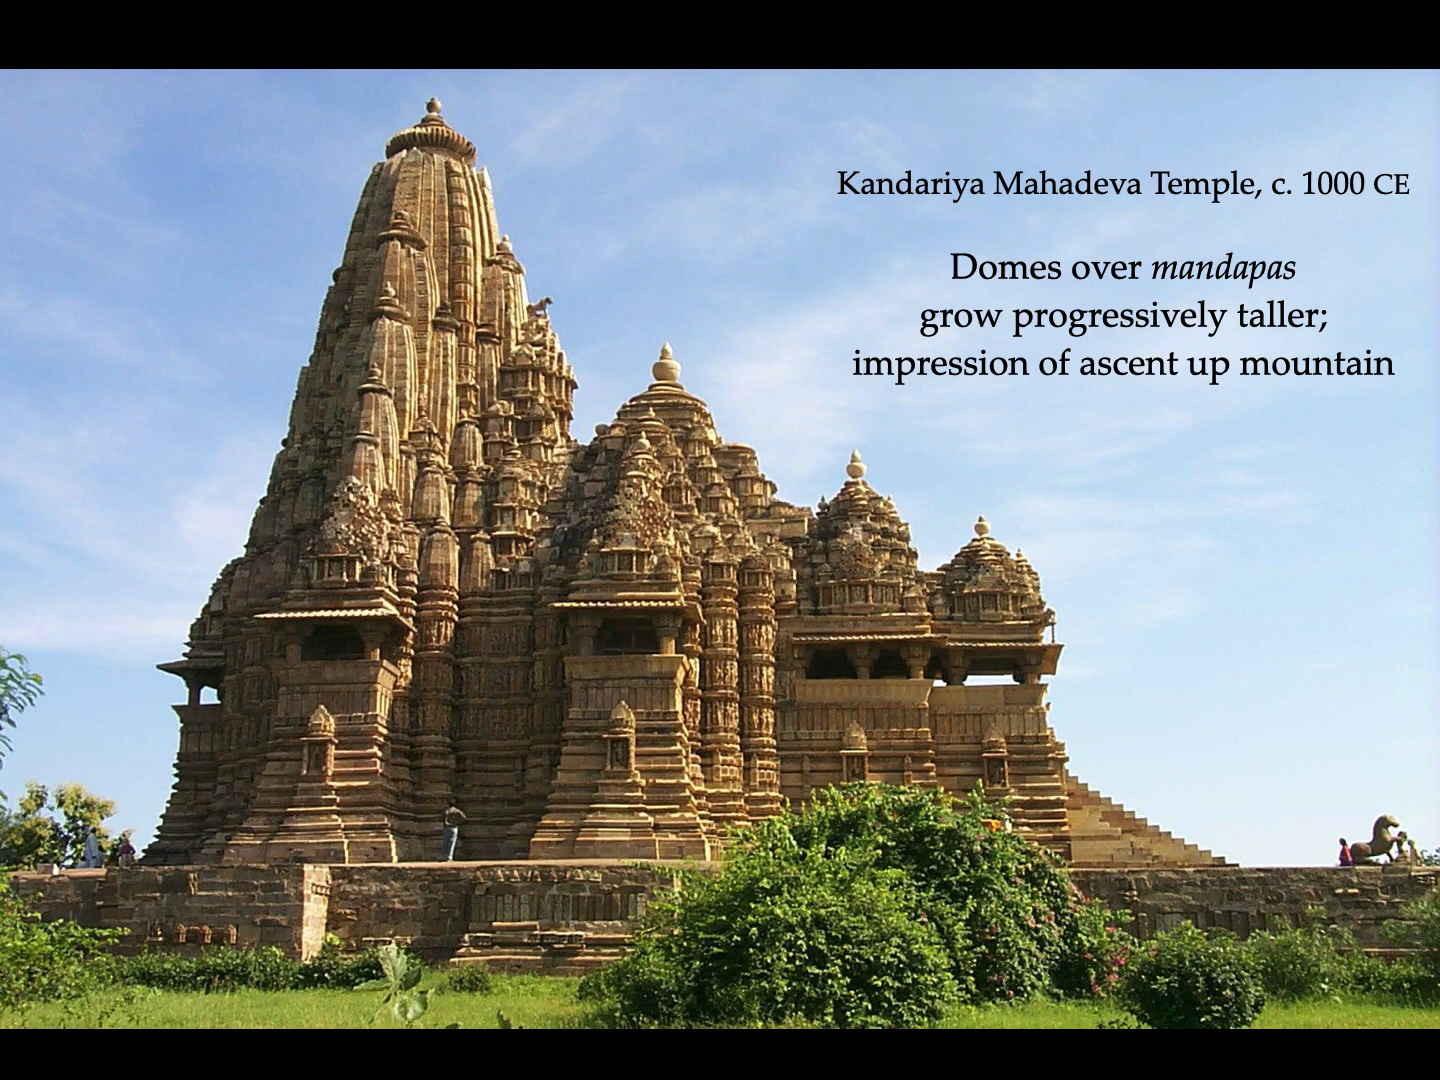 Kandariya Mahadeva Temple, c. 1000 CE
Domes over mandapas
grow progressively taller;
impression of ascent up mountain